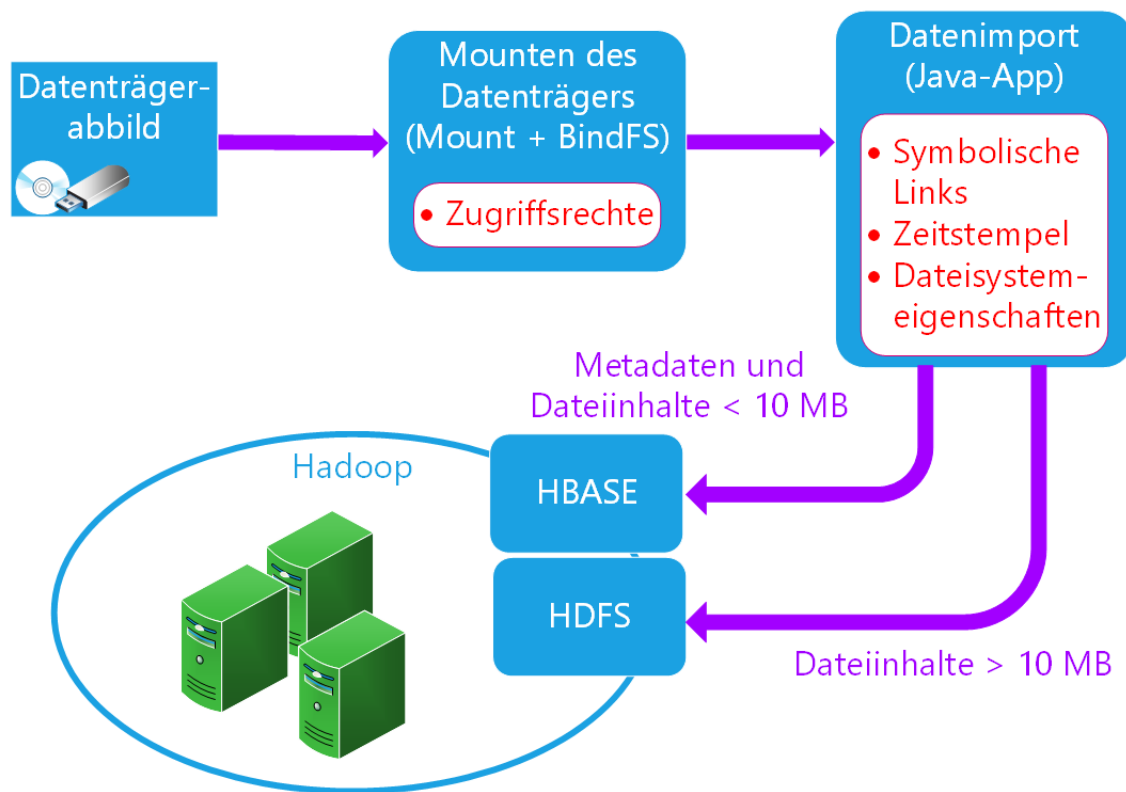 Datenträger-
abbild
Mounten des
Datenträgers
(Mount + BindFS)
• Zugriffsrechte
Datenimport
(Java-App)
• Symbolische
Links
• Zeitstempel
• Dateisystem-
eigenschaften
Metadaten und
Dateiinhalte < 10 MB
Hadoop
HBASE
HDFS
Dateiinhalte > 10 MB